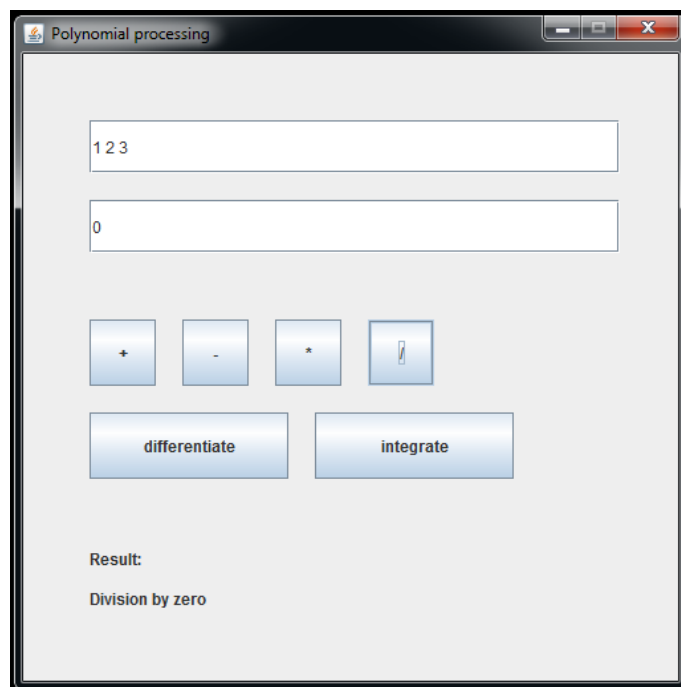 Polynomial processing
1 2 3
0
+ - * /
differentiate integrate
Result:
Division by zero